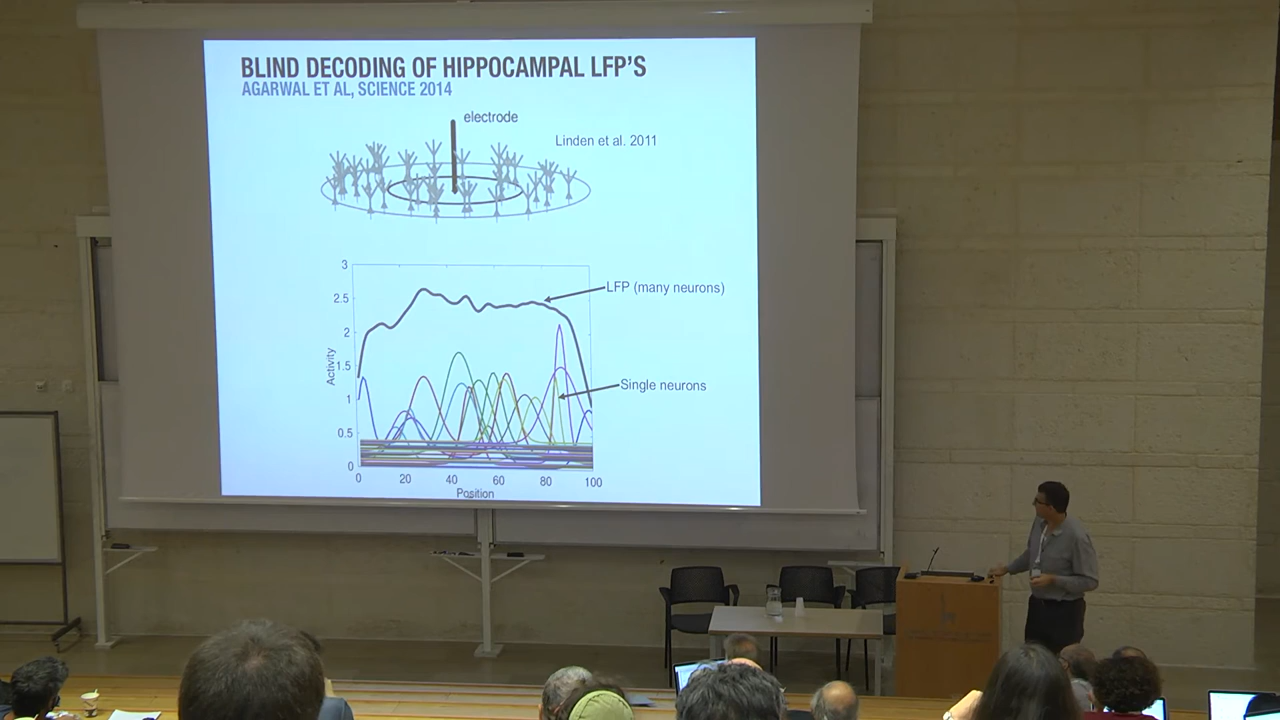 BLIND DECODING OF HIPPOCAMPAL LFP'S
AGARWAL ET AL, SCIENCE 2014
electrode
Linden et al. 2011
3
2.5
2
1.5
1
0.5
0
Activity
LFP (many neurons)
Single neurons
0 20 40 60 80 100
Position